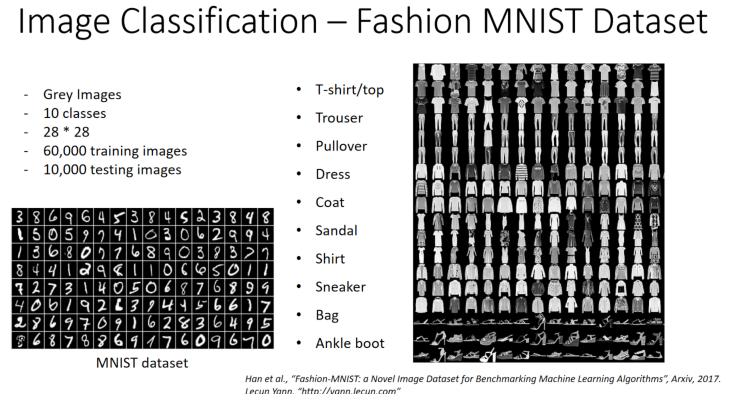 Image Classification – Fashion MNIST Dataset
- Grey Images
- 10 classes
- 28 * 28
- 60,000 training images
- 10,000 testing images
3 8 6 9 6 4 5 3 8 4 5 2 3 8 4 8
1 5 0 5 9 7 4 1 0 3 0 6 2 9 9 4
1 3 6 8 0 7 7 6 8 9 0 3 8 3 7 7
8 4 4 1 2 9 8 1 1 0 6 6 5 0 1 1
7 2 7 3 1 4 0 5 0 6 8 7 6 8 9 9
4 0 6 1 9 2 6 3 9 4 4 5 6 6 1 7
2 8 6 9 7 0 9 1 6 2 8 3 6 4 9 5
8 6 8 7 8 8 6 9 1 7 6 0 9 6 7 0
MNIST dataset
• T-shirt/top
• Trouser
• Pullover
• Dress
• Coat
• Sandal
• Shirt
• Sneaker
• Bag
• Ankle boot
Han et al., "Fashion-MNIST: a Novel Image Dataset for Benchmarking Machine Learning Algorithms", Arxiv, 2017.
Lecun Yann, "http://yann.lecun.com"